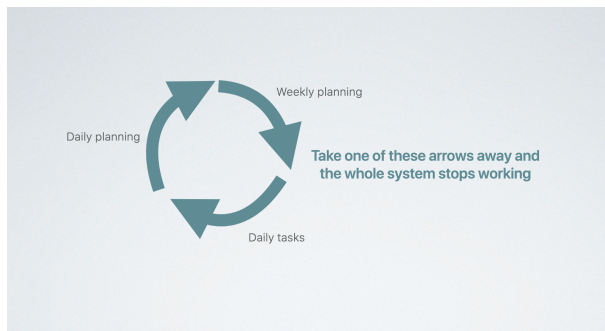 Weekly planning
Daily planning
Take one of these arrows away and
the whole system stops working
Daily tasks